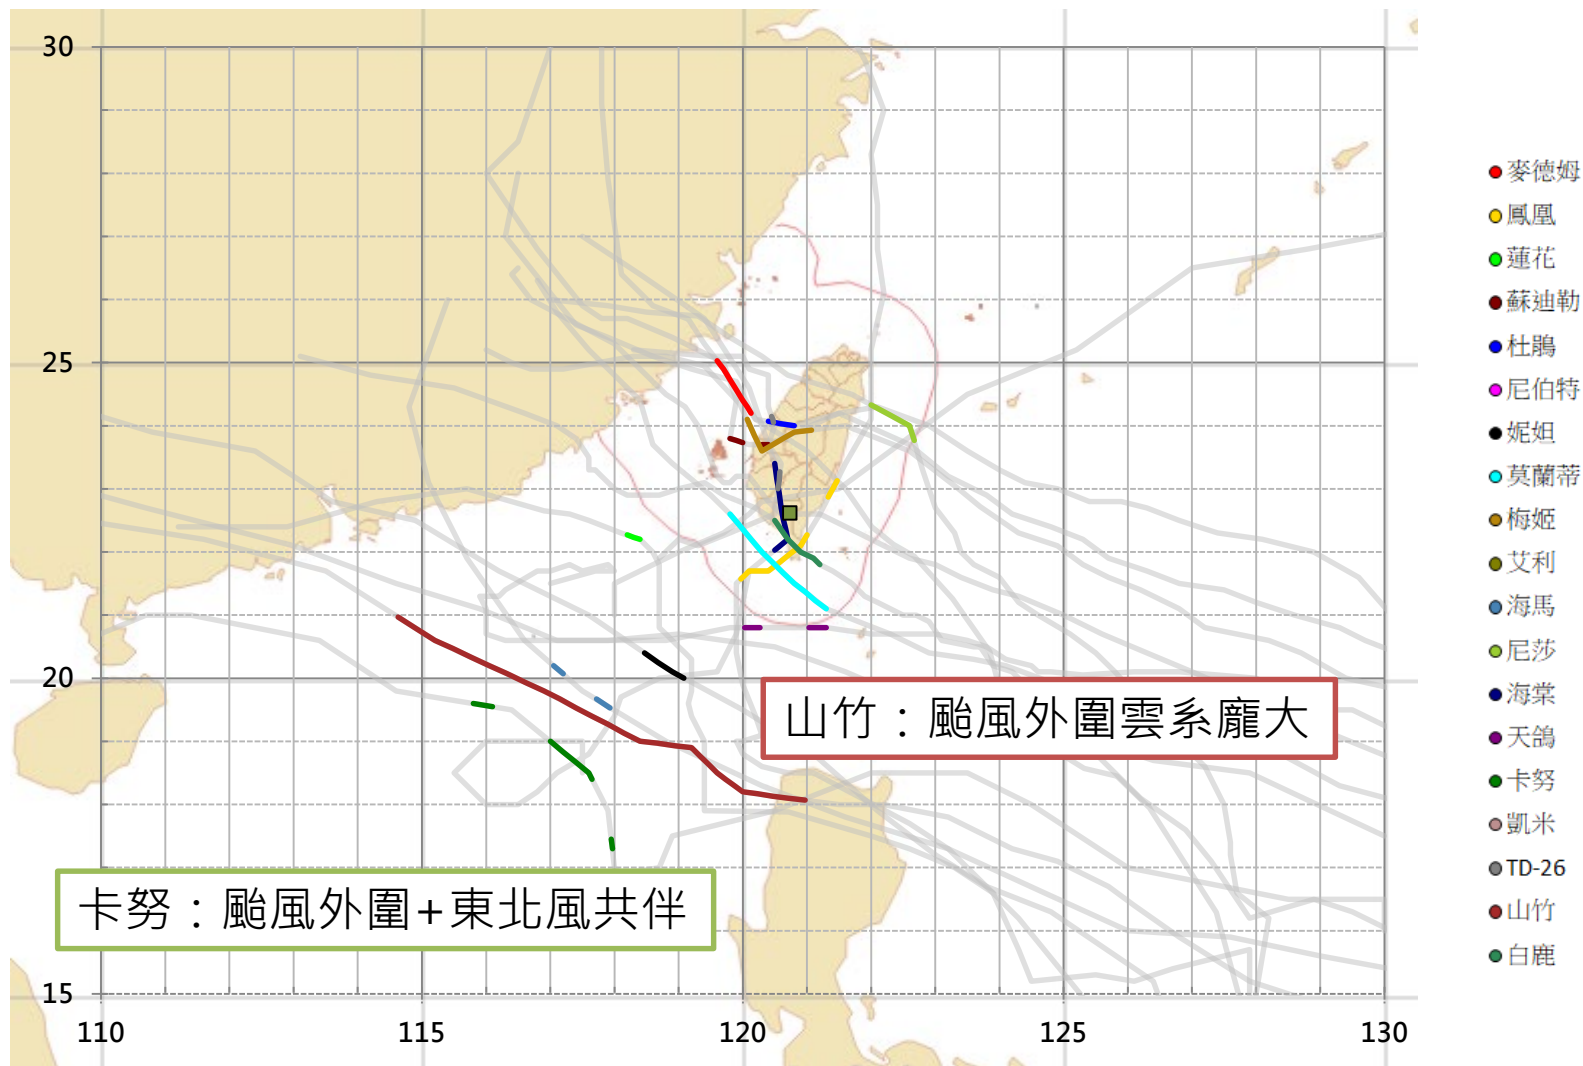 30
25
20
15
110
115
120
125
130
山竹：颱風外圍雲系龐大
卡努：颱風外圍+東北風共伴
麥德姆
鳳凰
蓮花
蘇迪勒
杜鵑
尼伯特
妮妲
莫蘭蒂
梅姬
艾利
海馬
尼莎
海棠
天鴿
卡努
凱米
TD-26
山竹
白鹿